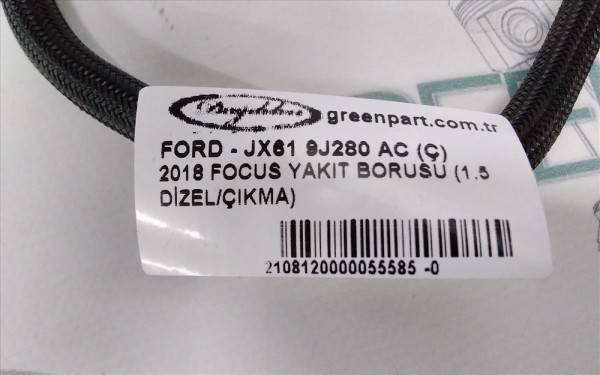 greenpart.com.tr
FORD - JX61 9J280 AC (Ç)
2018 FOCUS YAKIT BORUSU (1.5
DİZEL/ÇIKMA)
2108120000055585 -0